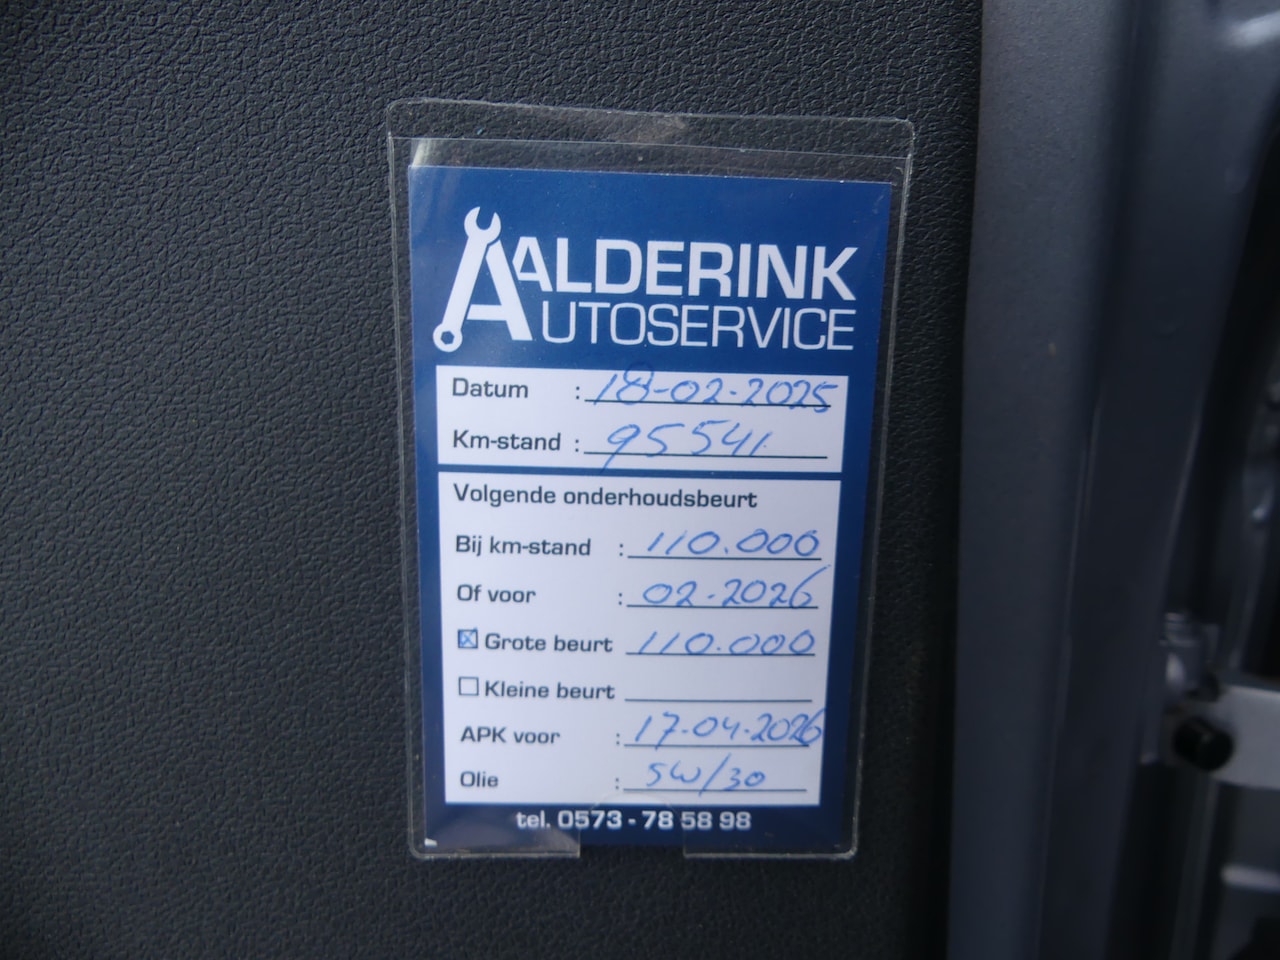 AALDERINK
AUTOSERVICE
Datum : 18-02-2025
Km-stand : 95541
Volgende onderhoudsbeurt
Bij km-stand : 110.000
Of voor : 02-2026
☒ Grote beurt 110.000
☐ Kleine beurt
APK voor : 17-04-2026
Olie : 5W/30
tel. 0573 - 78 58 98